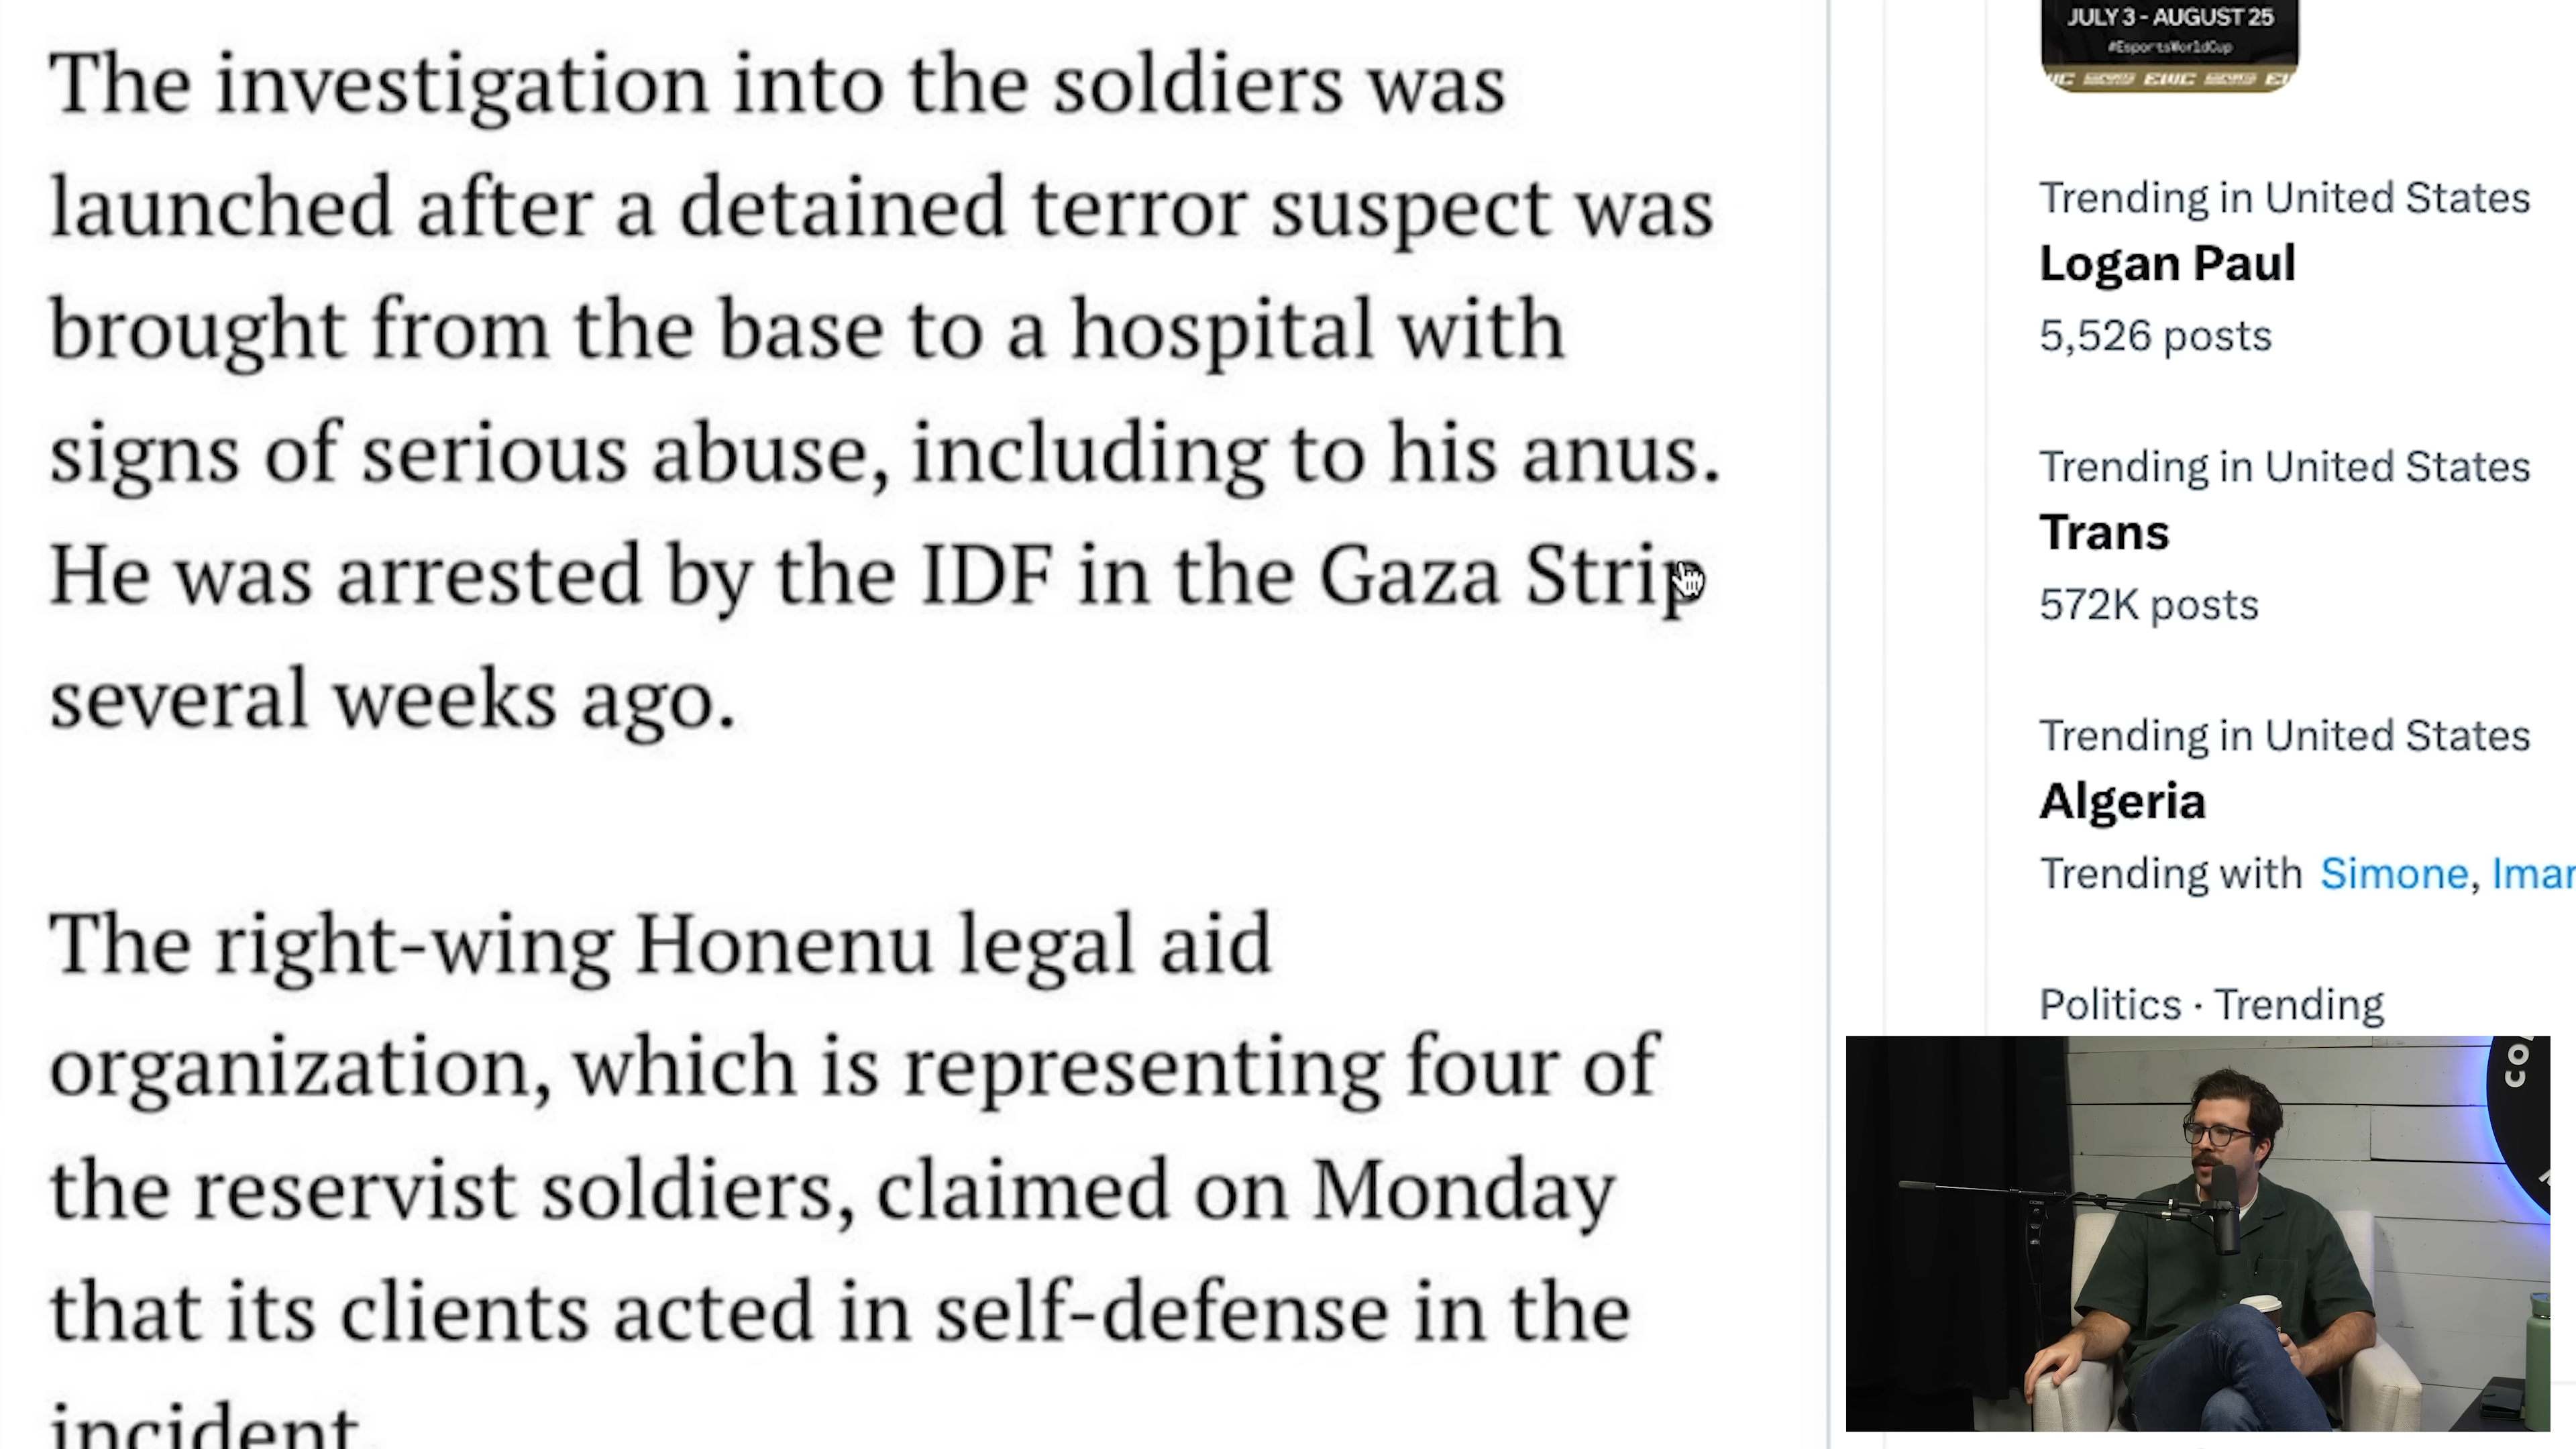 The investigation into the soldiers was
launched after a detained terror suspect was
brought from the base to a hospital with
signs of serious abuse, including to his anus.
He was arrested by the IDF in the Gaza Strip
several weeks ago.
The right-wing Honenu legal aid
organization, which is representing four of
the reservist soldiers, claimed on Monday
that its clients acted in self-defense in the
incident.
JULY 3 - AUGUST 25
#EsportsWorldCup
EWC
Trending in United States
Logan Paul
5,526 posts
Trending in United States
Trans
572K posts
Trending in United States
Algeria
Trending with Simone, Iman
Politics · Trending